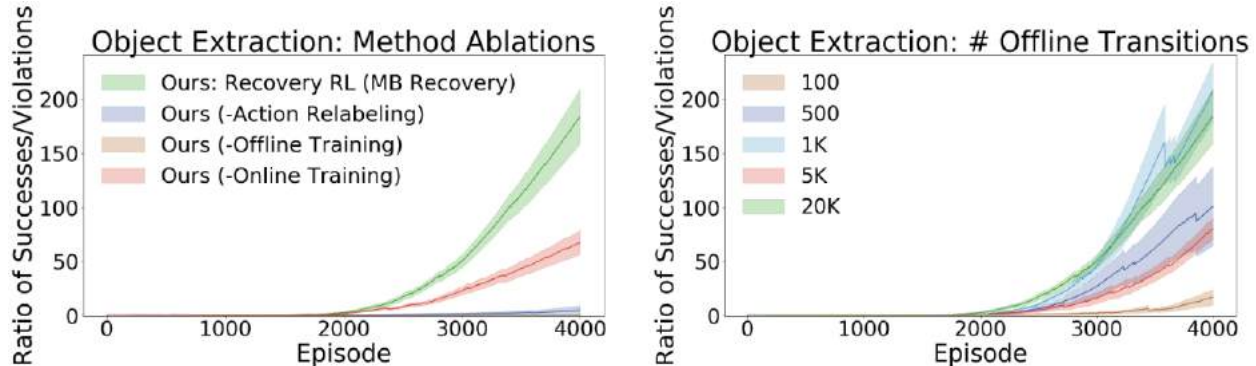 Object Extraction: Method Ablations
Ratio of Successes/Violations
200
150
100
50
0
Ours: Recovery RL (MB Recovery)
Ours (-Action Relabeling)
Ours (-Offline Training)
Ours (-Online Training)
0 1000 2000 3000 4000
Episode
Object Extraction: # Offline Transitions
Ratio of Successes/Violations
200
150
100
50
0
100
500
1K
5K
20K
0 1000 2000 3000 4000
Episode